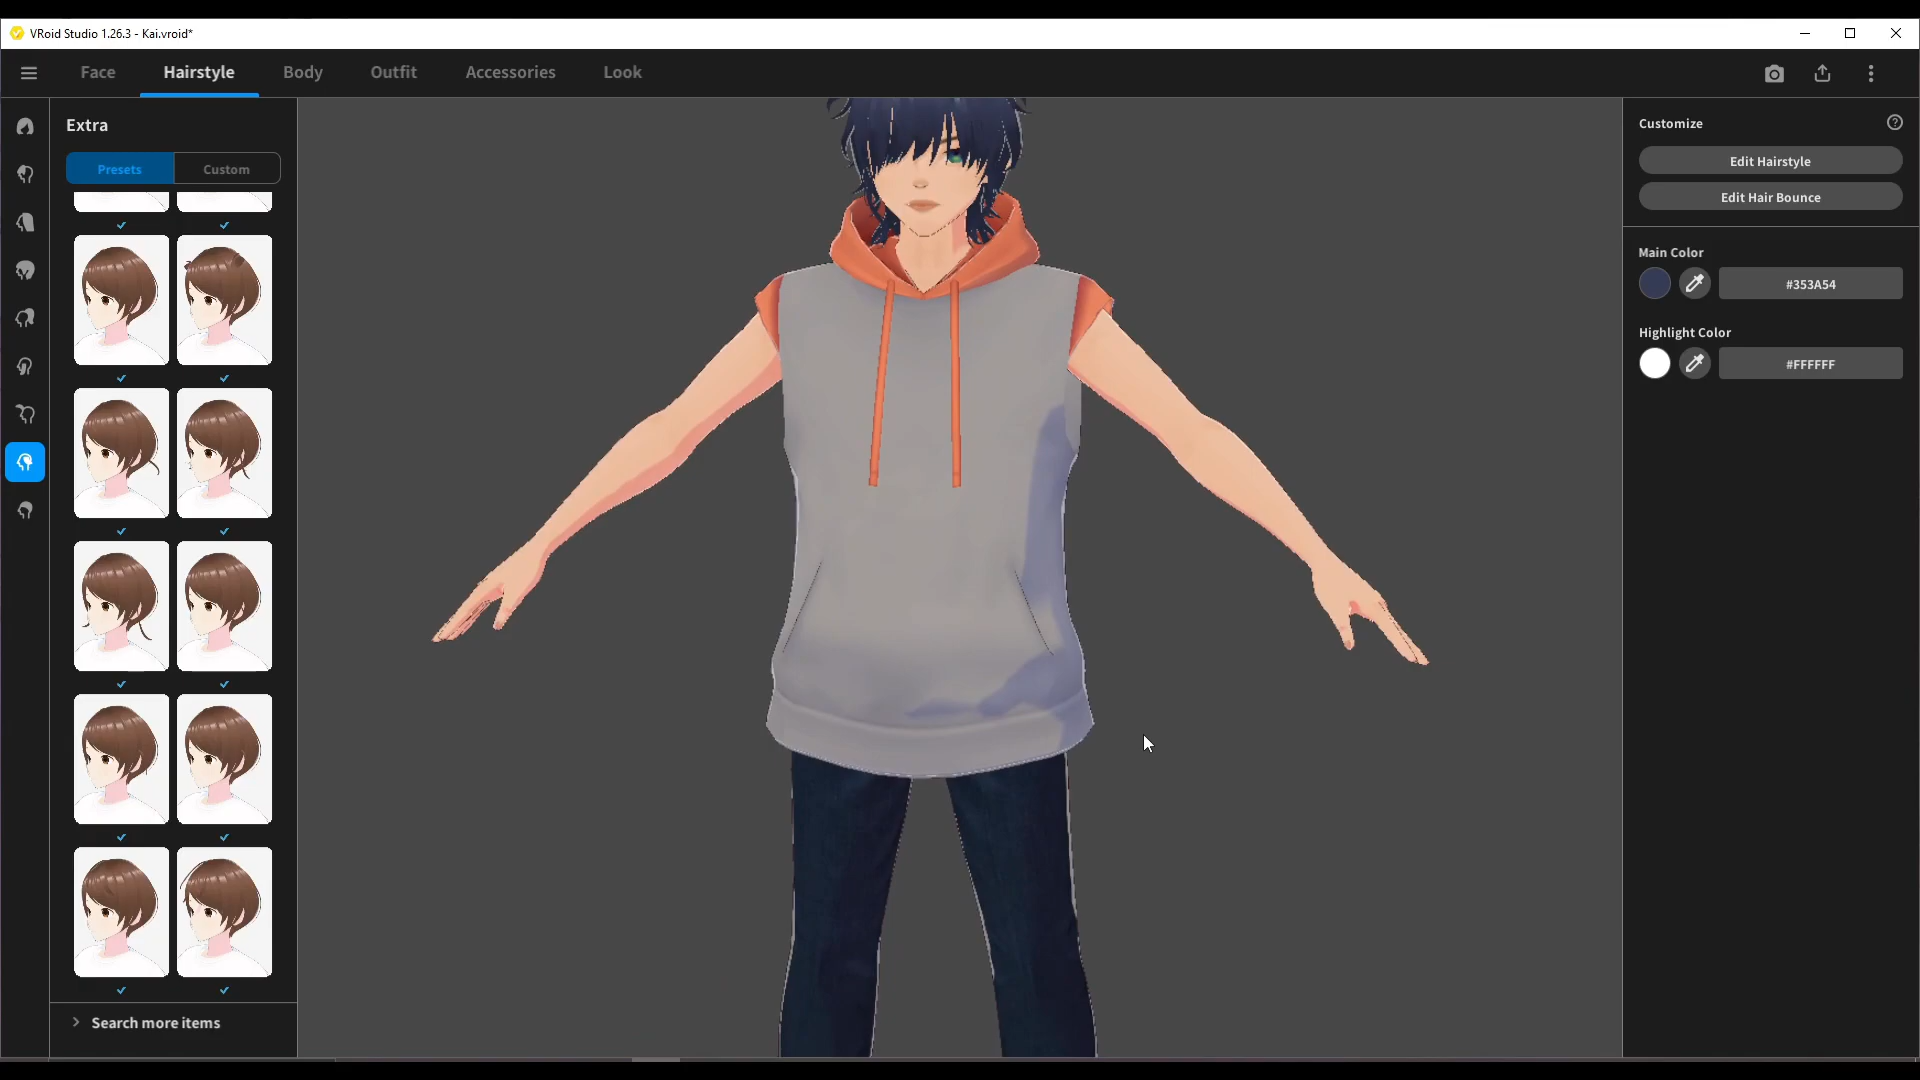 VRoid Studio 1.26.3 - Kai.vroid*
Face Hairstyle Body Outfit Accessories Look
Extra
Presets Custom
Search more items
Customize
Edit Hairstyle
Edit Hair Bounce
Main Color
#353A54
Highlight Color
#FFFFFF